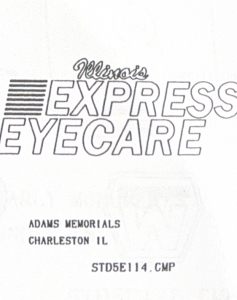 Illinois
EXPRESS
EYECARE
ADAMS MEMORIALS
CHARLESTON IL
STD5E114.CMP